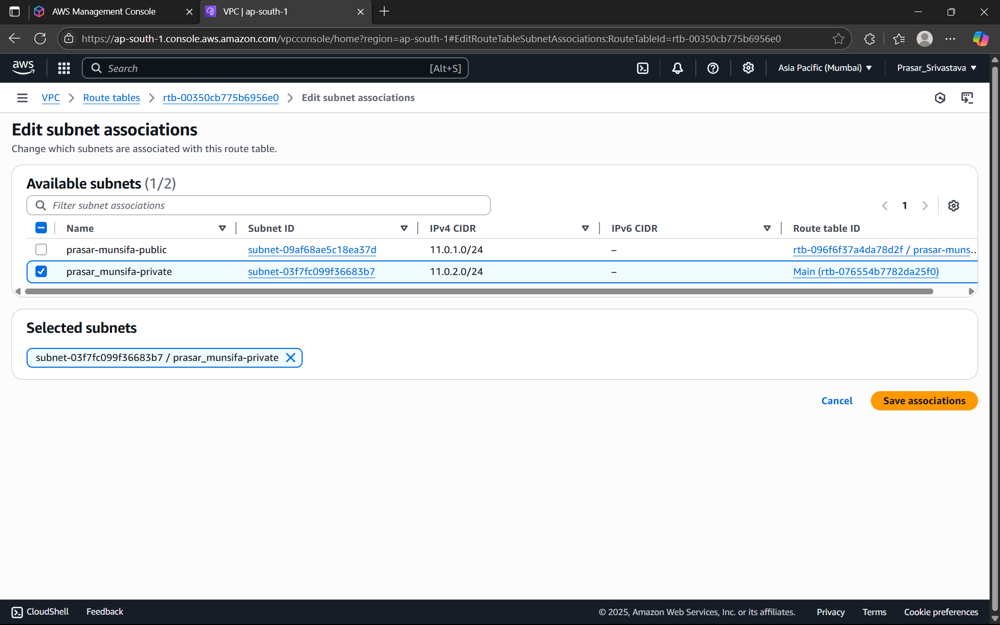 AWS Management Console
VPC | ap-south-1
https://ap-south-1.console.aws.amazon.com/vpcconsole/home?region=ap-south-1#EditRouteTableSubnetAssociations:RouteTableId=rtb-00350cb775b6956e0
aws
Search
[Alt+S]
Asia Pacific (Mumbai)
Prasar_Srivastava
VPC
Route tables
rtb-00350cb775b6956e0
Edit subnet associations
Edit subnet associations
Change which subnets are associated with this route table.
Available subnets (1/2)
Filter subnet associations
1
Name Subnet ID IPv4 CIDR IPv6 CIDR Route table ID
prasar-munsifa-public subnet-09af68ae5c18ea37d 11.0.1.0/24 – rtb-096f6f37a4da78d2f / prasar-muns...
prasar_munsifa-private subnet-03f7fc099f36683b7 11.0.2.0/24 – Main (rtb-076554b7782da25f0)
Selected subnets
subnet-03f7fc099f36683b7 / prasar_munsifa-private
Cancel
Save associations
CloudShell
Feedback
© 2025, Amazon Web Services, Inc. or its affiliates.
Privacy
Terms
Cookie preferences